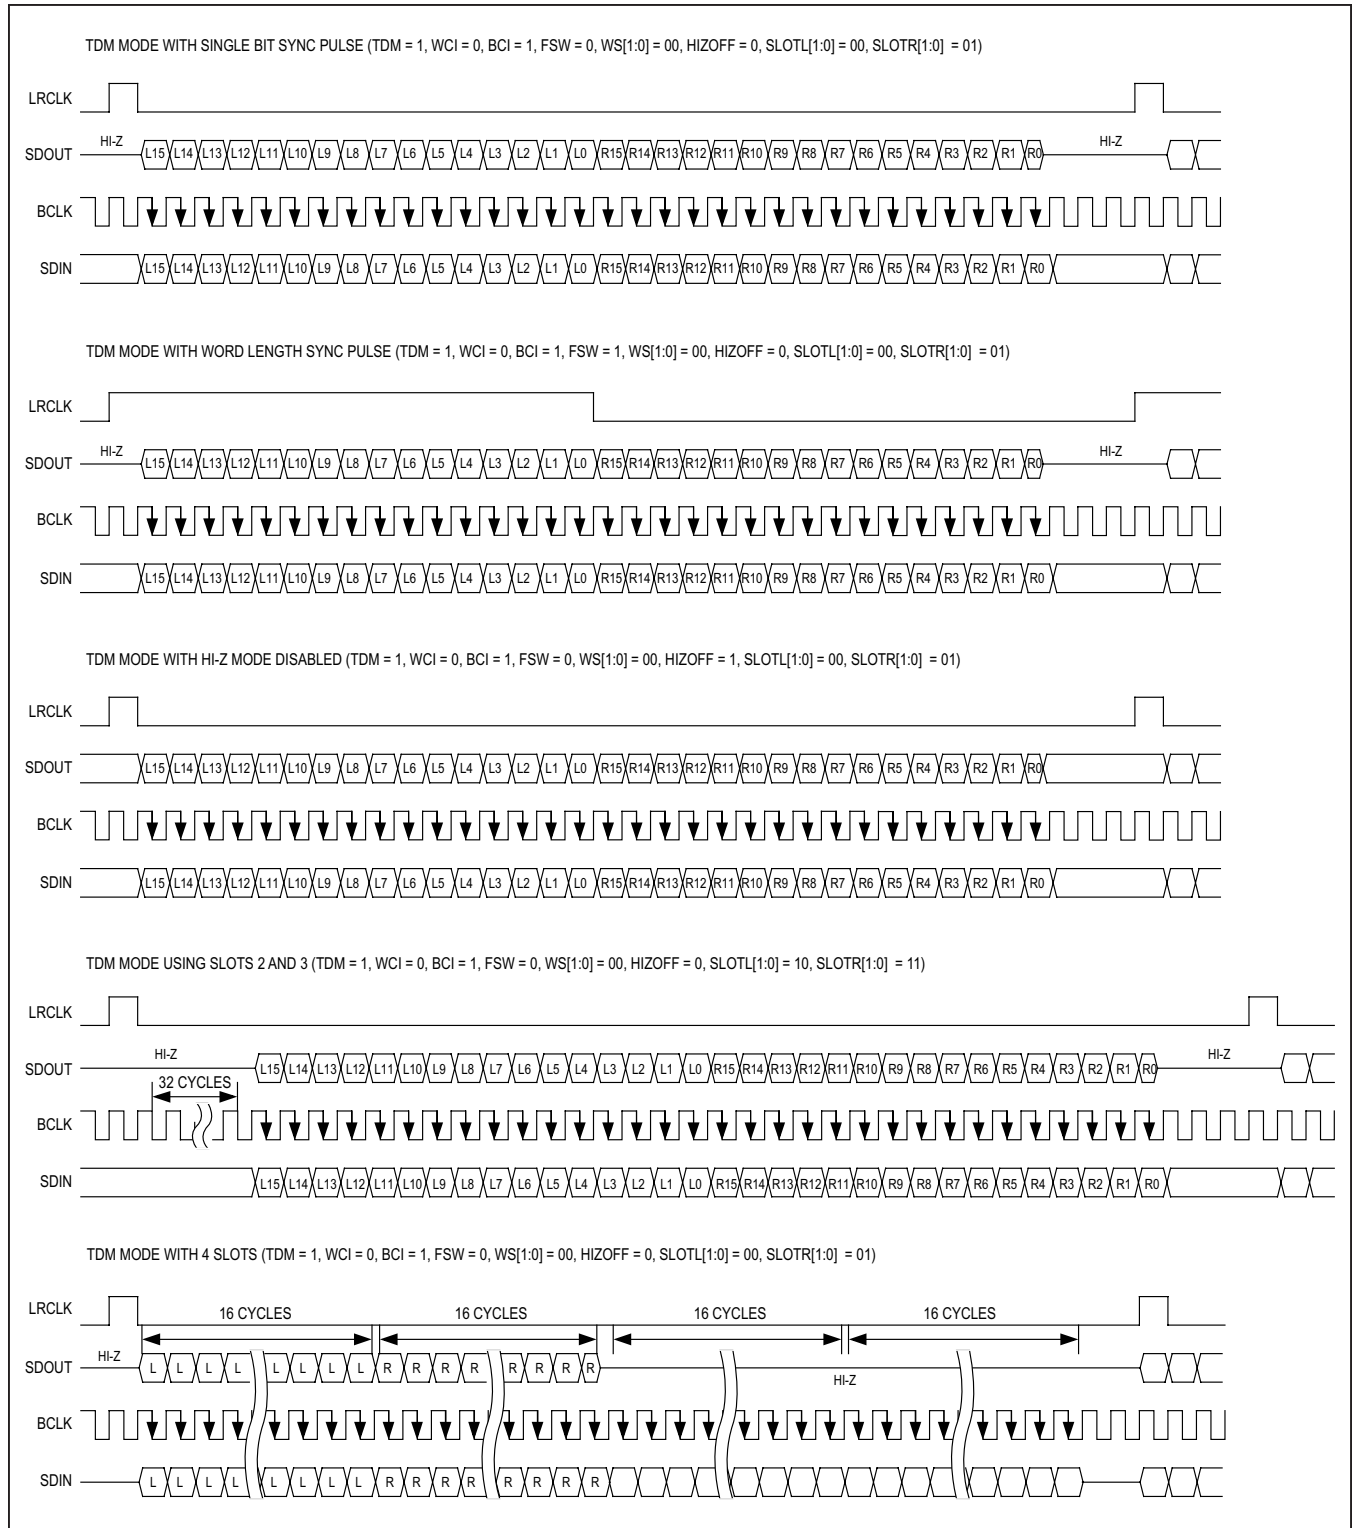 TDM MODE WITH SINGLE BIT SYNC PULSE (TDM = 1, WCI = 0, BCI = 1, FSW = 0, WS[1:0] = 00, HIZOFF = 0, SLOTL[1:0] = 00, SLOTR[1:0] = 01)
LRCLK
HI-Z HI-Z
SDOUT L15 L14 L13 L12 L11 L10 L9 L8 L7 L6 L5 L4 L3 L2 L1 L0 R15 R14 R13 R12 R11 R10 R9 R8 R7 R6 R5 R4 R3 R2 R1 R0
BCLK
SDIN L15 L14 L13 L12 L11 L10 L9 L8 L7 L6 L5 L4 L3 L2 L1 L0 R15 R14 R13 R12 R11 R10 R9 R8 R7 R6 R5 R4 R3 R2 R1 R0
TDM MODE WITH WORD LENGTH SYNC PULSE (TDM = 1, WCI = 0, BCI = 1, FSW = 1, WS[1:0] = 00, HIZOFF = 0, SLOTL[1:0] = 00, SLOTR[1:0] = 01)
LRCLK
HI-Z HI-Z
SDOUT L15 L14 L13 L12 L11 L10 L9 L8 L7 L6 L5 L4 L3 L2 L1 L0 R15 R14 R13 R12 R11 R10 R9 R8 R7 R6 R5 R4 R3 R2 R1 R0
BCLK
SDIN L15 L14 L13 L12 L11 L10 L9 L8 L7 L6 L5 L4 L3 L2 L1 L0 R15 R14 R13 R12 R11 R10 R9 R8 R7 R6 R5 R4 R3 R2 R1 R0
TDM MODE WITH HI-Z MODE DISABLED (TDM = 1, WCI = 0, BCI = 1, FSW = 0, WS[1:0] = 00, HIZOFF = 1, SLOTL[1:0] = 00, SLOTR[1:0] = 01)
LRCLK
SDOUT L15 L14 L13 L12 L11 L10 L9 L8 L7 L6 L5 L4 L3 L2 L1 L0 R15 R14 R13 R12 R11 R10 R9 R8 R7 R6 R5 R4 R3 R2 R1 R0
BCLK
SDIN L15 L14 L13 L12 L11 L10 L9 L8 L7 L6 L5 L4 L3 L2 L1 L0 R15 R14 R13 R12 R11 R10 R9 R8 R7 R6 R5 R4 R3 R2 R1 R0
TDM MODE USING SLOTS 2 AND 3 (TDM = 1, WCI = 0, BCI = 1, FSW = 0, WS[1:0] = 00, HIZOFF = 0, SLOTL[1:0] = 10, SLOTR[1:0] = 11)
LRCLK
HI-Z HI-Z
SDOUT L15 L14 L13 L12 L11 L10 L9 L8 L7 L6 L5 L4 L3 L2 L1 L0 R15 R14 R13 R12 R11 R10 R9 R8 R7 R6 R5 R4 R3 R2 R1 R0
32 CYCLES
BCLK
SDIN L15 L14 L13 L12 L11 L10 L9 L8 L7 L6 L5 L4 L3 L2 L1 L0 R15 R14 R13 R12 R11 R10 R9 R8 R7 R6 R5 R4 R3 R2 R1 R0
TDM MODE WITH 4 SLOTS (TDM = 1, WCI = 0, BCI = 1, FSW = 0, WS[1:0] = 00, HIZOFF = 0, SLOTL[1:0] = 00, SLOTR[1:0] = 01)
LRCLK 16 CYCLES 16 CYCLES 16 CYCLES 16 CYCLES
HI-Z
SDOUT L L L L L L L L R R R R R R R R
HI-Z
BCLK
SDIN L L L L L L L L R R R R R R R R